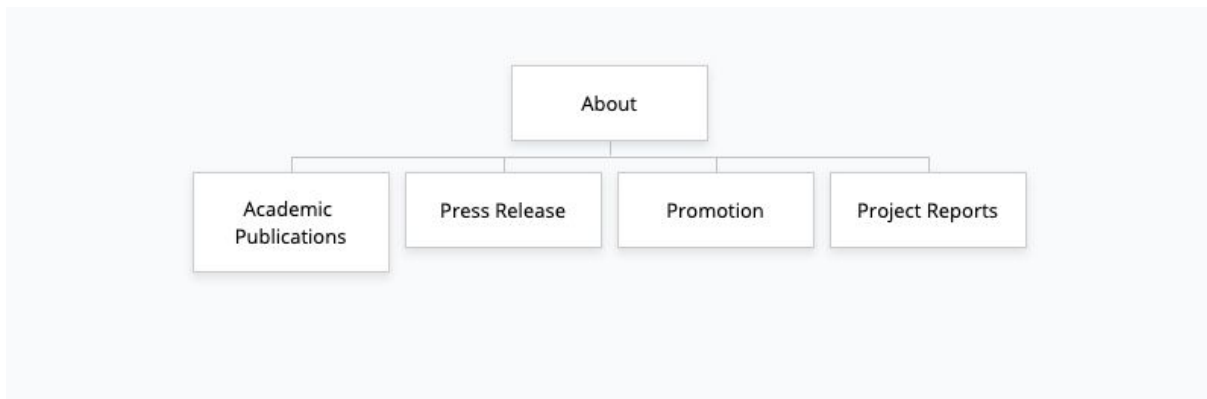 About
Academic
Publications
Press Release
Promotion
Project Reports